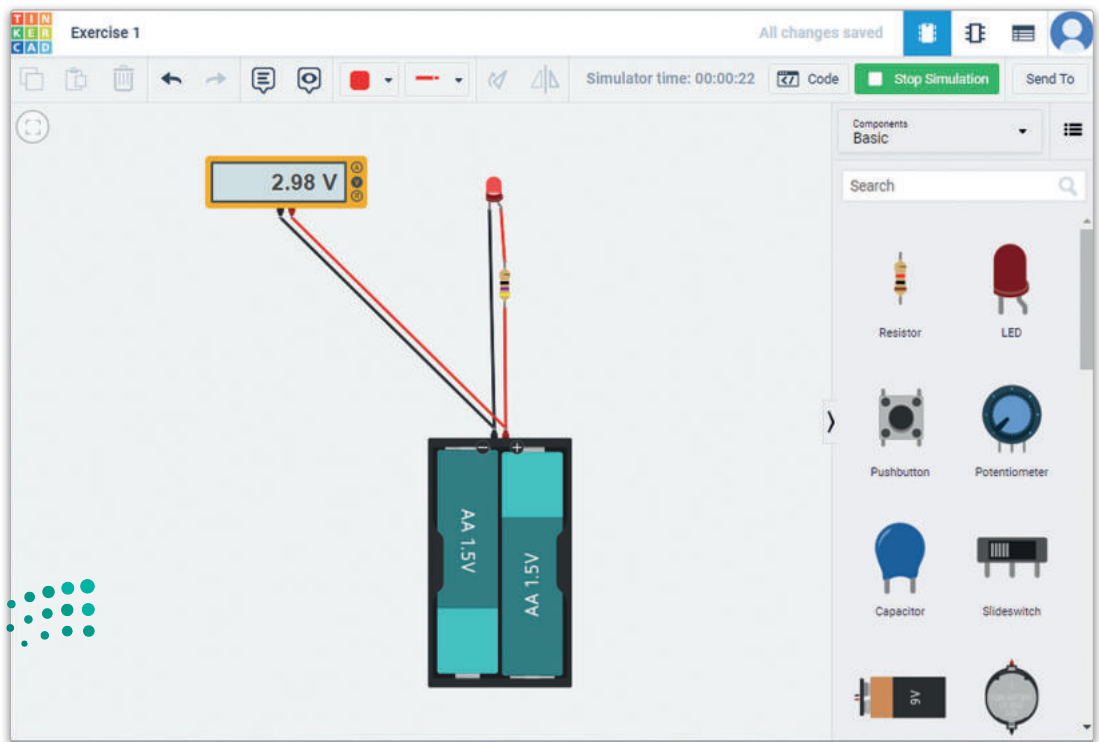 TIN
KER
CAD
Exercise 1
All changes saved
Simulator time: 00:00:22
Code
Stop Simulation
Send To
Components
Basic
Search
2.98 V
A
V
R
Resistor
LED
Pushbutton
Potentiometer
Capacitor
Slideswitch
9V
AA 1.5V
AA 1.5V